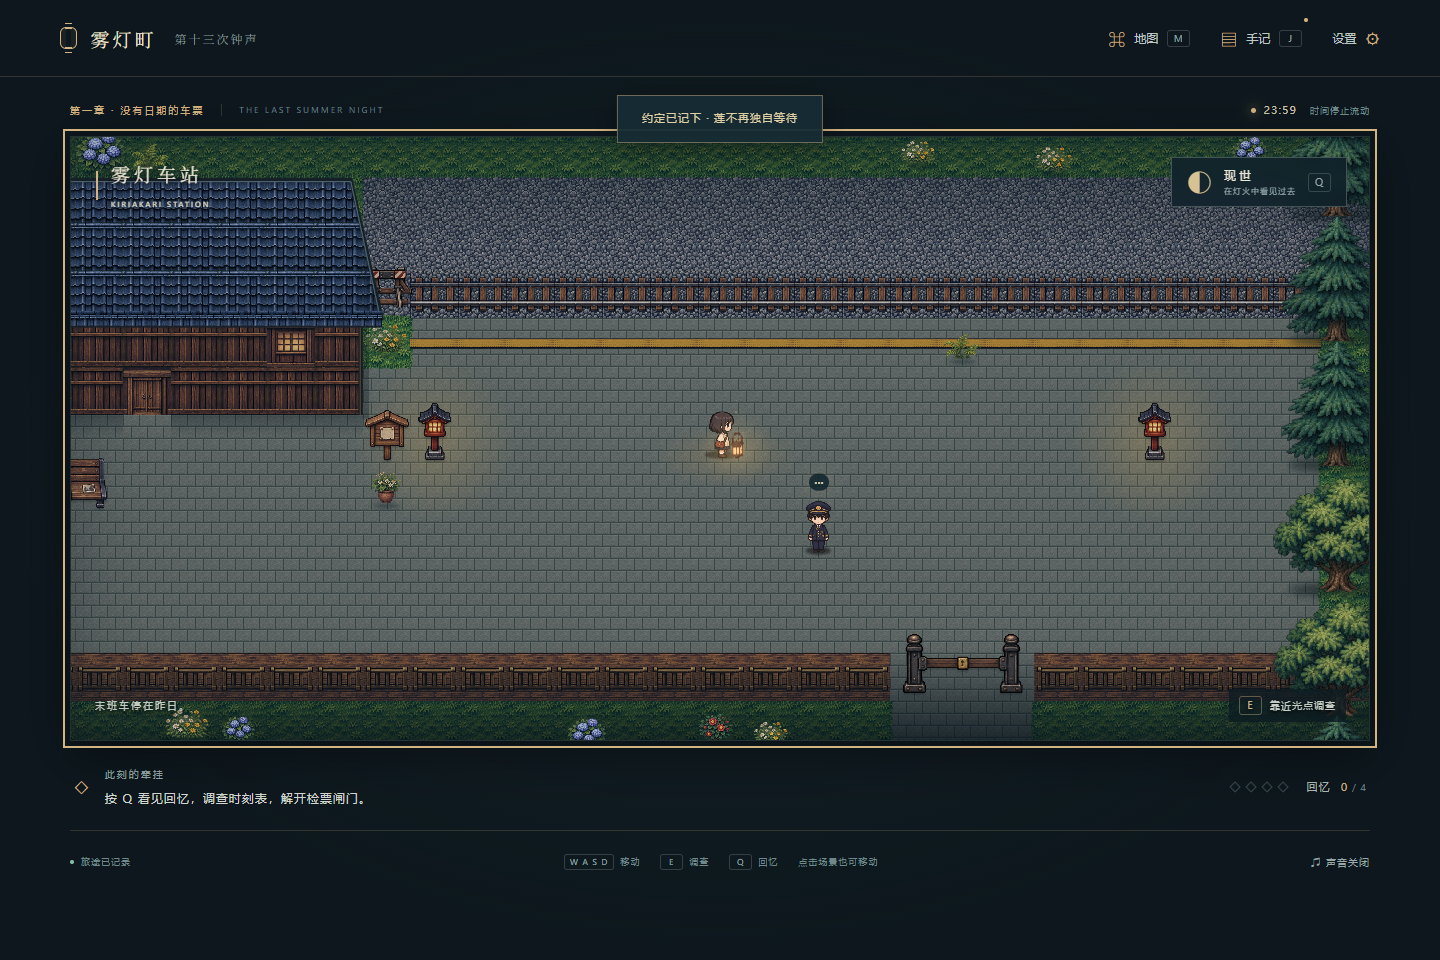 雾灯町 第十三次钟声
地图 M 手记 J 设置
第一章 · 没有日期的车票 THE LAST SUMMER NIGHT
约定已记下 · 莲不再独自等待
23:59 时间停止流动
雾灯车站
KIRIAKARI STATION
现世
在灯火中看见过去
Q
末班车停在昨日。
E 靠近光点调查
此刻的牵挂
按 Q 看见回忆，调查时刻表，解开检票闸门。
回忆 0 / 4
旅途已记录
WASD 移动 E 调查 Q 回忆 点击场景也可移动
声音关闭